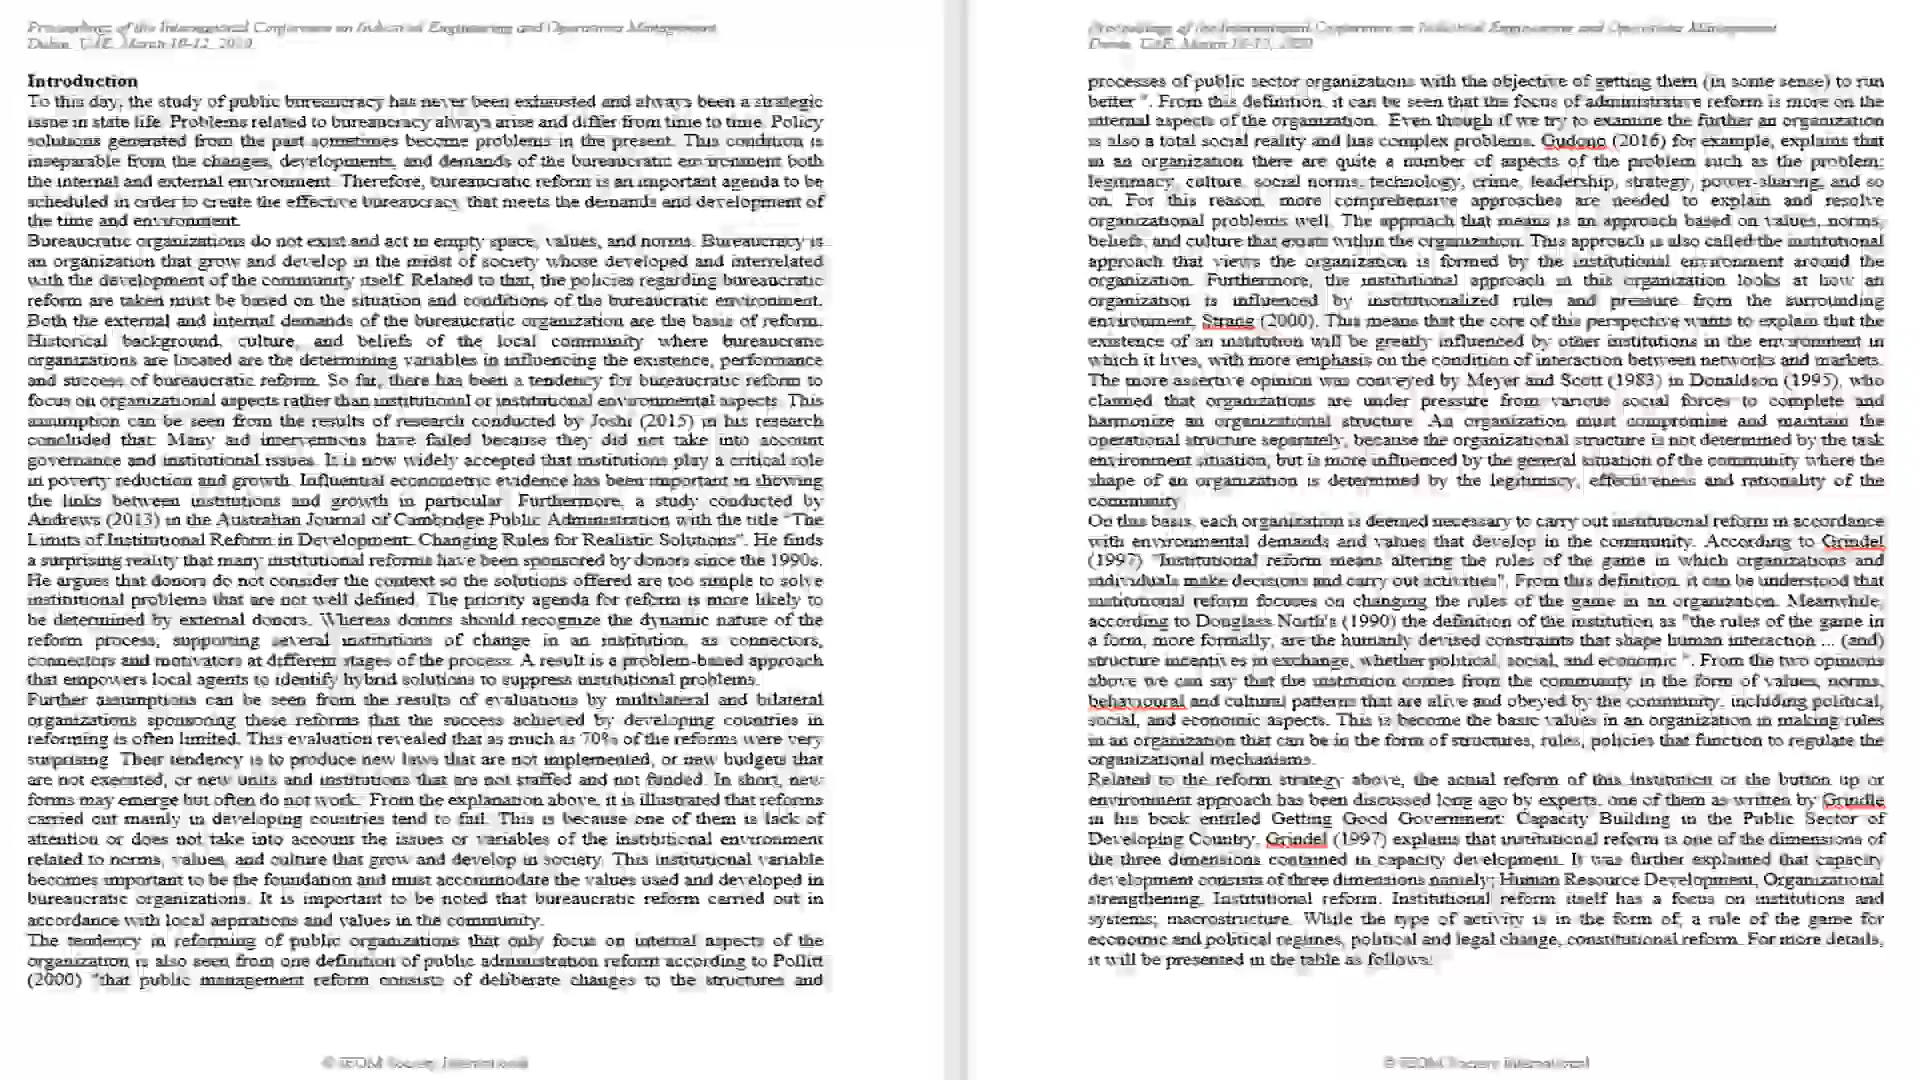 Proceedings of the International Conference on Industrial Engineering and Operations Management
Dubai, UAE, March 10-12, 2020
Introduction
To this day, the study of public bureaucracy has never been exhausted and always been a strategic
issue in state life. Problems related to bureaucracy always arise and differ from time to time. Policy
solutions generated from the past sometimes become problems in the present. This condition is
inseparable from the changes, developments, and demands of the bureaucratic environment both
the internal and external environment. Therefore, bureaucratic reform is an important agenda to be
scheduled in order to create the effective bureaucracy that meets the demands and development of
the time and environment.
Bureaucratic organizations do not exist and act in empty space, values, and norms. Bureaucracy is
an organization that grow and develop in the midst of society whose developed and interrelated
with the development of the community itself. Related to that, the policies regarding bureaucratic
reform are taken must be based on the situation and conditions of the bureaucratic environment.
Both the external and internal demands of the bureaucratic organization are the basis of reform.
Historical background, culture, and beliefs of the local community where bureaucratic
organizations are located are the determining variables in influencing the existence, performance
and success of bureaucratic reform. So far, there has been a tendency for bureaucratic reform to
focus on organizational aspects rather than institutional or institutional environmental aspects. This
assumption can be seen from the results of research conducted by Joshi (2015) in his research
concluded that: Many aid interventions have failed because they did not take into account
governance and institutional issues. It is now widely accepted that institutions play a critical role
in poverty reduction and growth. Influential econometric evidence has been important in showing
the links between institutions and growth in particular. Furthermore, a study conducted by
Andrews (2013) in the Australian Journal of Cambridge Public Administration with the title "The
Limits of Institutional Reform in Development: Changing Rules for Realistic Solutions". He finds
a surprising reality that many institutional reforms have been sponsored by donors since the 1990s.
He argues that donors do not consider the context so the solutions offered are too simple to solve
institutional problems that are not well defined. The priority agenda for reform is more likely to
be determined by external donors. Whereas donors should recognize the dynamic nature of the
reform process, supporting several institutions of change in an institution, as connectors,
connectors and motivators at different stages of the process. A result is a problem-based approach
that empowers local agents to identify hybrid solutions to suppress institutional problems.
Further assumptions can be seen from the results of evaluations by multilateral and bilateral
organizations sponsoring these reforms that the success achieved by developing countries in
reforming is often limited. This evaluation revealed that as much as 70% of the reforms were very
surprising. Their tendency is to produce new laws that are not implemented, or new budgets that
are not executed, or new units and institutions that are not staffed and not funded. In short, new
forms may emerge but often do not work. From the explanation above, it is illustrated that reforms
carried out mainly in developing countries tend to fail. This is because one of them is lack of
attention or does not take into account the issues or variables of the institutional environment
related to norms, values, and culture that grow and develop in society. This institutional variable
becomes important to be the foundation and must accommodate the values used and developed in
bureaucratic organizations. It is important to be noted that bureaucratic reform carried out in
accordance with local aspirations and values in the community.
The tendency in reforming of public organizations that only focus on internal aspects of the
organization is also seen from one definition of public administration reform according to Pollitt
(2000) "that public management reform consists of deliberate changes to the structures and
© IEOM Society International
Proceedings of the International Conference on Industrial Engineering and Operations Management
Dubai, UAE, March 10-12, 2020
processes of public sector organizations with the objective of getting them (in some sense) to run
better ". From this definition, it can be seen that the focus of administrative reform is more on the
internal aspects of the organization. Even though if we try to examine the further an organization
is also a total social reality and has complex problems. Gudono (2016) for example, explains that
in an organization there are quite a number of aspects of the problem such as the problem:
legitimacy, culture, social norms, technology, crime, leadership, strategy, power-sharing, and so
on. For this reason, more comprehensive approaches are needed to explain and resolve
organizational problems well. The approach that means is an approach based on values, norms,
beliefs, and culture that exists within the organization. This approach is also called the institutional
approach that views the organization is formed by the institutional environment around the
organization. Furthermore, the institutional approach in this organization looks at how an
organization is influenced by institutionalized rules and pressure from the surrounding
environment, Strang (2000). This means that the core of this perspective wants to explain that the
existence of an institution will be greatly influenced by other institutions in the environment in
which it lives, with more emphasis on the condition of interaction between networks and markets.
The more assertive opinion was conveyed by Meyer and Scott (1983) in Donaldson (1995), who
claimed that organizations are under pressure from various social forces to complete and
harmonize an organizational structure. An organization must compromise and maintain the
operational structure separately, because the organizational structure is not determined by the task
environment situation, but is more influenced by the general situation of the community where the
shape of an organization is determined by the legitimacy, effectiveness and rationality of the
community.
On this basis, each organization is deemed necessary to carry out institutional reform in accordance
with environmental demands and values that develop in the community. According to Grindel
(1997) "Institutional reform means altering the rules of the game in which organizations and
individuals make decisions and carry out activities". From this definition, it can be understood that
institutional reform focuses on changing the rules of the game in an organization. Meanwhile,
according to Douglass North's (1990) the definition of the institution as "the rules of the game in
a form, more formally, are the humanly devised constraints that shape human interaction ... (and)
structure incentives in exchange, whether political, social, and economic ". From the two opinions
above we can say that the institution comes from the community in the form of values, norms,
behavioural and cultural patterns that are alive and obeyed by the community, including political,
social, and economic aspects. This is become the basic values in an organization in making rules
in an organization that can be in the form of structures, rules, policies that function to regulate the
organizational mechanisms.
Related to the reform strategy above, the actual reform of this institution or the button up or
environment approach has been discussed long ago by experts, one of them as written by Grindle
in his book entitled Getting Good Government: Capacity Building in the Public Sector of
Developing Country. Grindel (1997) explains that institutional reform is one of the dimensions of
the three dimensions contained in capacity development. It was further explained that capacity
development consists of three dimensions namely; Human Resource Development, Organizational
strengthening, Institutional reform. Institutional reform itself has a focus on institutions and
systems; macrostructure. While the type of activity is in the form of; a rule of the game for
economic and political regimes, political and legal change, constitutional reform. For more details,
it will be presented in the table as follows:
© IEOM Society International